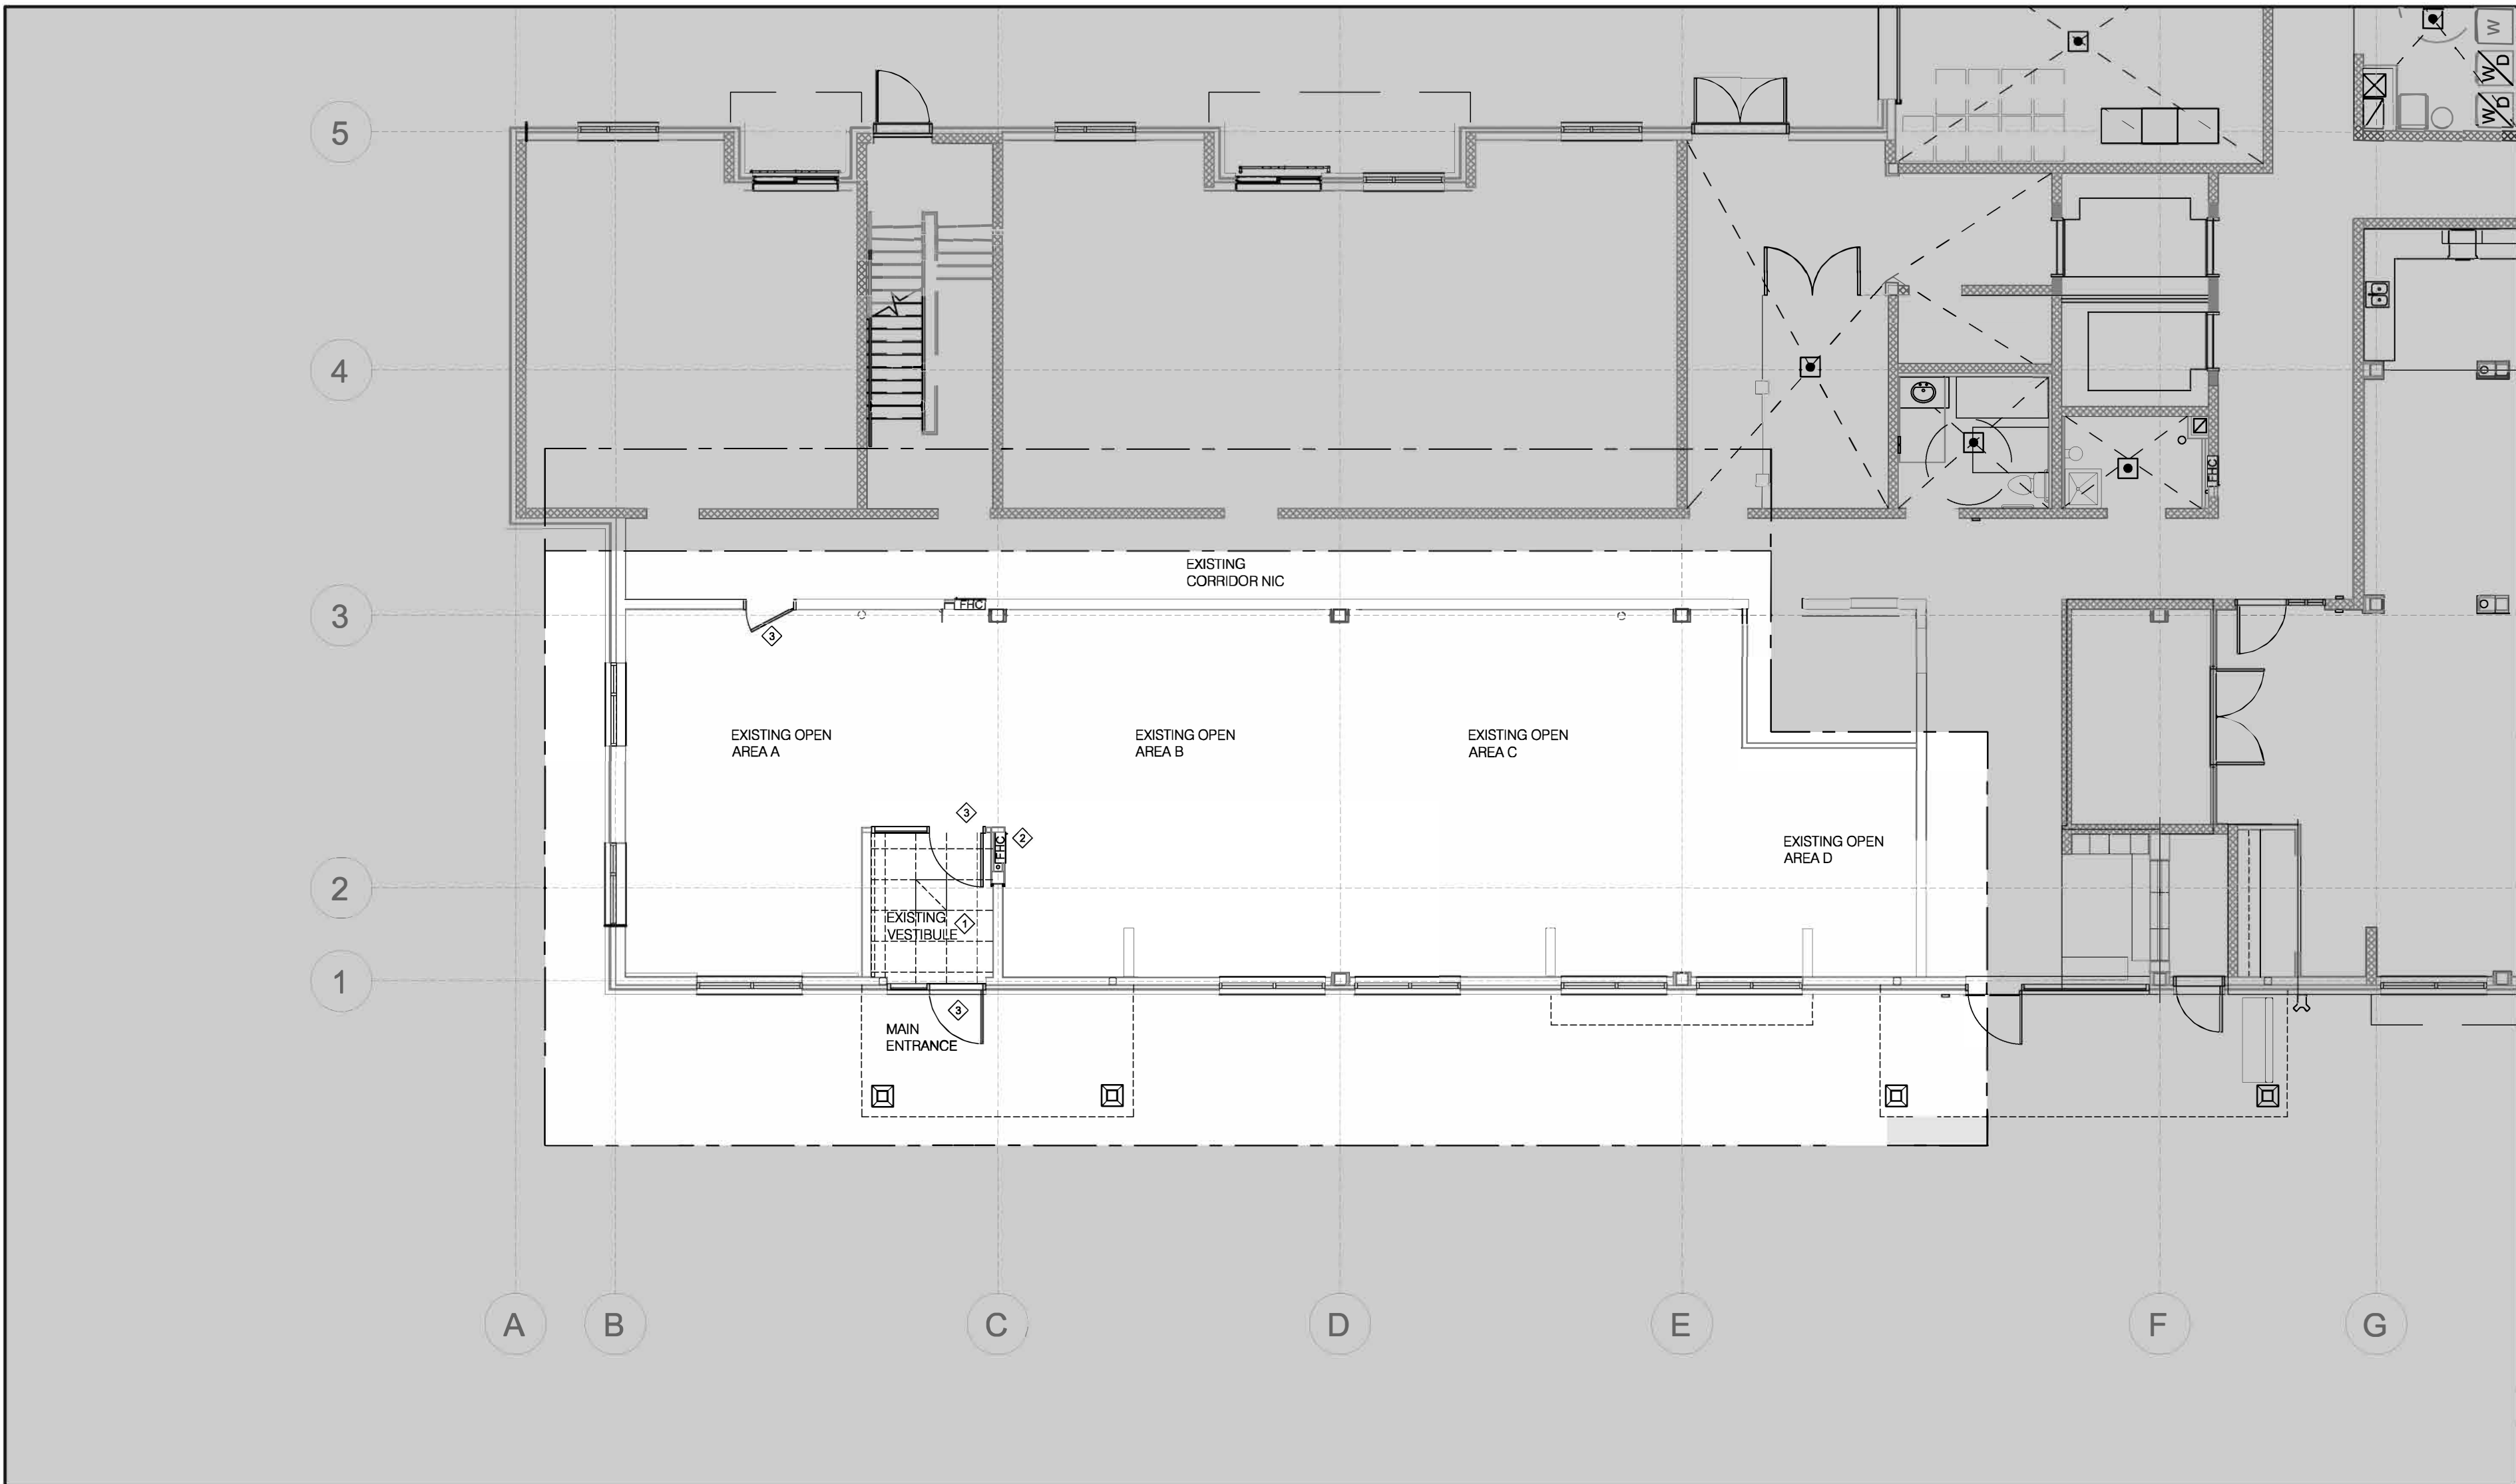 W
W D
5
W D
4
FHC
EXISTING
CORRIDOR NIC
FHC
3
3
EXISTING OPEN
AREA A
EXISTING OPEN
AREA B
EXISTING OPEN
AREA C
3
FHC
2
EXISTING OPEN
AREA D
2
EXISTING
VESTIBULE
1
1
3
MAIN
ENTRANCE
A
B
C
D
E
F
G